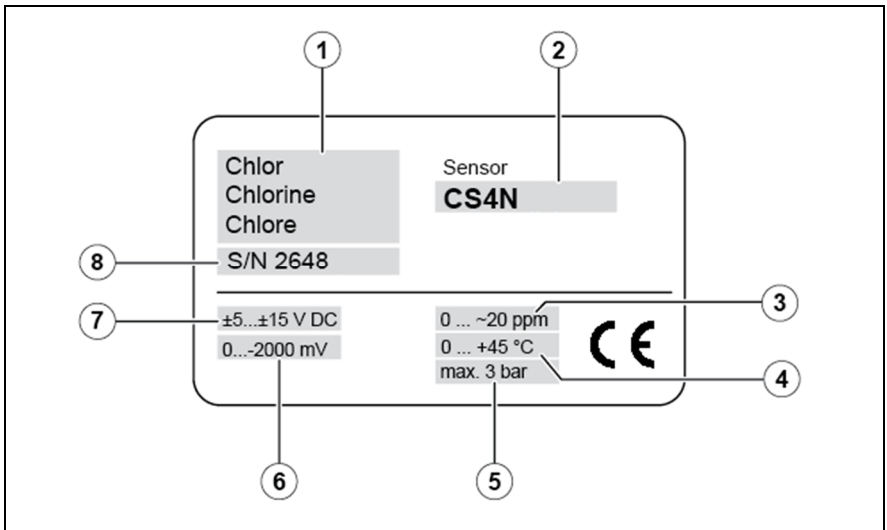 1
2
Chlor
Chlorine
Chlore
Sensor
CS4N
8
S/N 2648
7
±5...±15 V DC
0...-2000 mV
0 ... ~20 ppm
0 ... +45 °C
max. 3 bar
CE
3
4
6
5